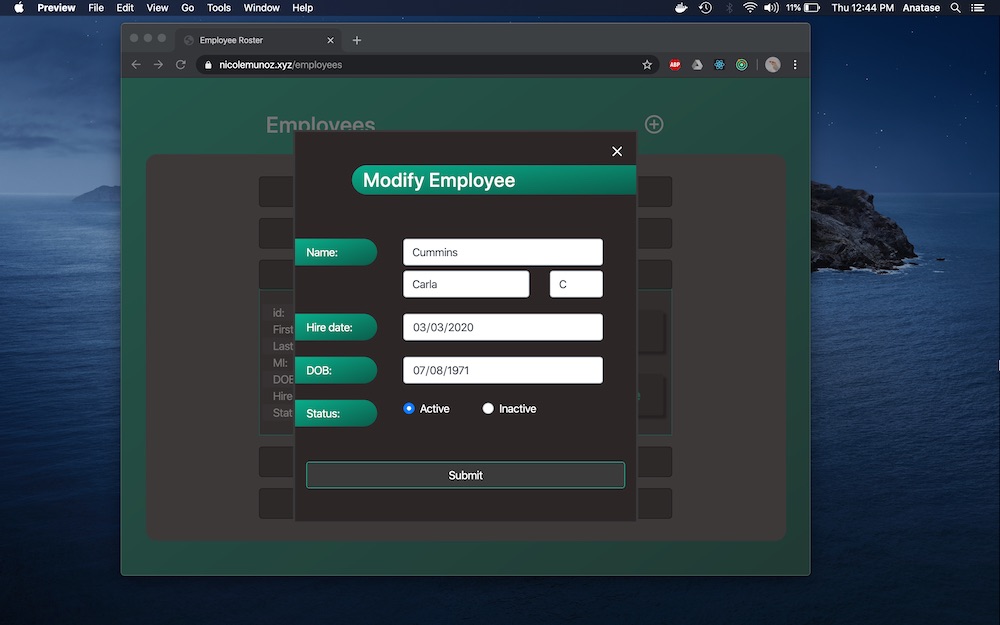 Preview File Edit View Go Tools Window Help 11% Thu 12:44 PM Anatase
Employee Roster
nicolemunoz.xyz/employees
ABP
Employees
Modify Employee
Name: Cummins
Carla C
id:
First
Last
MI:
DOB
Hire
Stat
Hire date: 03/03/2020
DOB: 07/08/1971
Status: Active Inactive
Submit